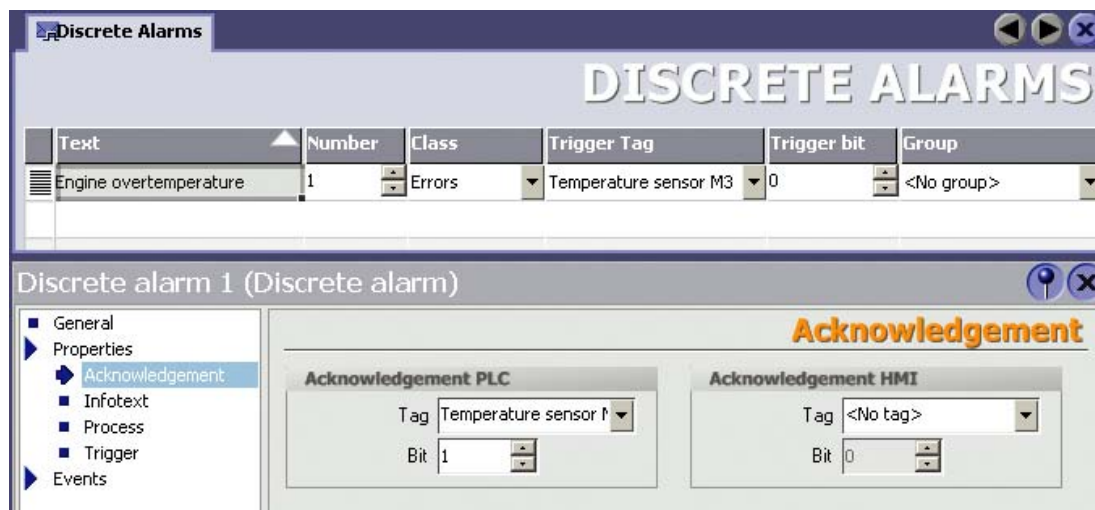 Discrete Alarms
DISCRETE ALARMS
Text Number Class Trigger Tag Trigger bit Group
Engine overtemperature 1 Errors Temperature sensor M3 0 <No group>
Discrete alarm 1 (Discrete alarm)
General
Properties
Acknowledgement
Infotext
Process
Trigger
Events
Acknowledgement
Acknowledgement PLC
Tag Temperature sensor
Bit 1
Acknowledgement HMI
Tag <No tag>
Bit 0